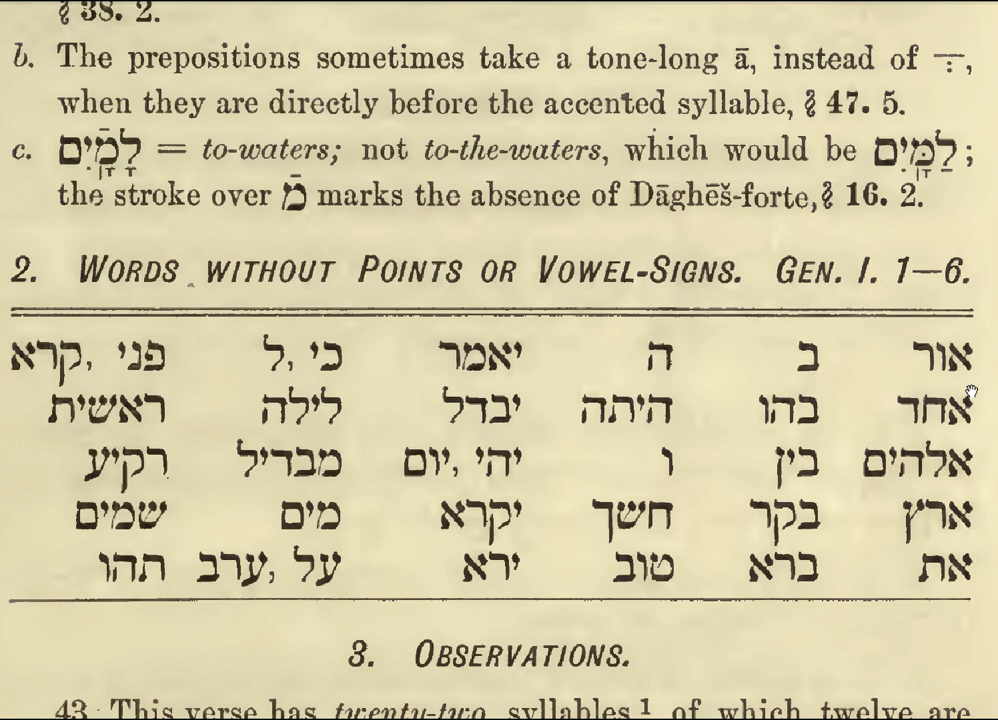 § 38. 2.
b. The prepositions sometimes take a tone-long ā, instead of –ְ,
when they are directly before the accented syllable, § 47. 5.
c. לָמָֿיִם = to-waters; not to-the-waters, which would be לַמָּיִם;
the stroke over מֿ marks the absence of Dāghēš-forte, § 16. 2.
2. WORDS WITHOUT POINTS OR VOWEL-SIGNS. GEN. I. 1—6.
אור ב ה יאמר כי, ל פני, קרא
אחד בהו היתה יבדל לילה ראשית
אלהים בין ו יהי, יום מבדיל רקיע
ארץ בקר חשך יקרא מים שמים
את ברא טוב ירא על, ערב תהו
3. OBSERVATIONS.
43. This verse has twenty-two syllables¹ of which twelve are